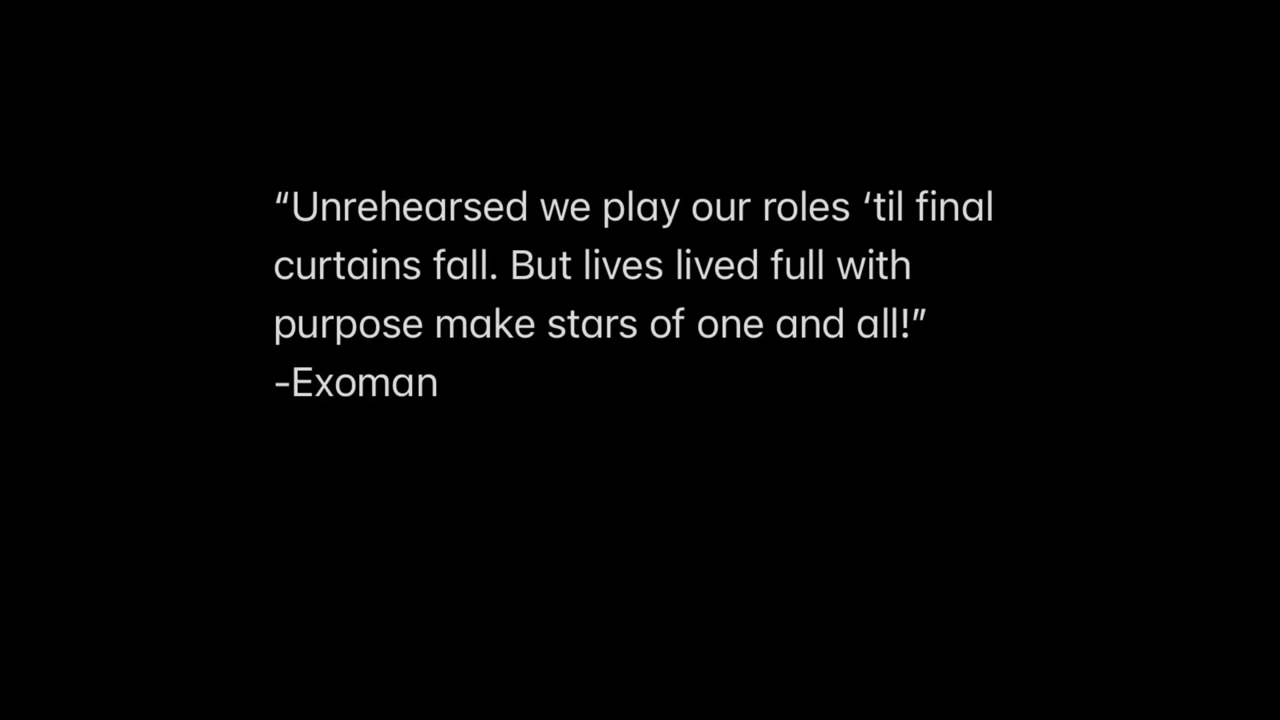 “Unrehearsed we play our roles ‘til final
curtains fall. But lives lived full with
purpose make stars of one and all!”
-Exoman